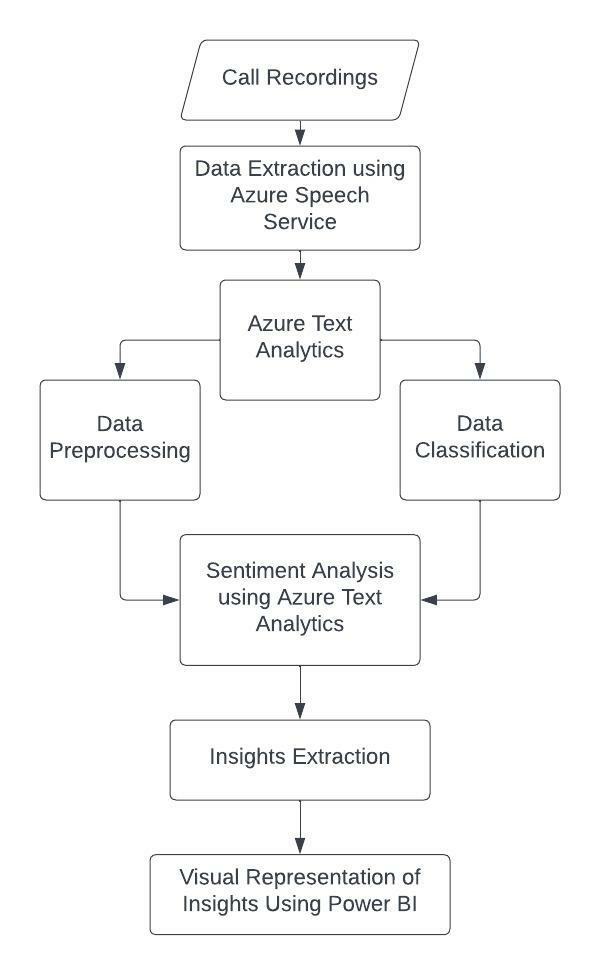 Call Recordings
Data Extraction using
Azure Speech
Service
Azure Text
Analytics
Data
Preprocessing
Data
Classification
Sentiment Analysis
using Azure Text
Analytics
Insights Extraction
Visual Representation of
Insights Using Power BI